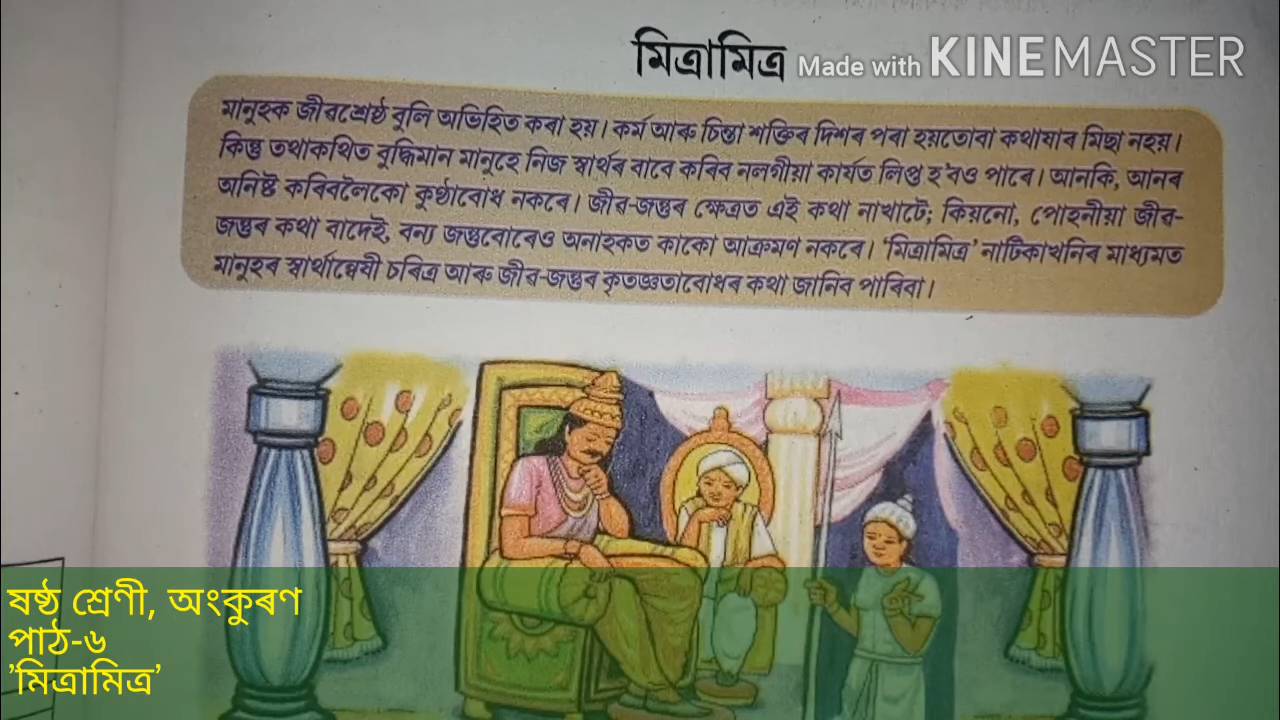 মিত্ৰামিত্ৰ
Made with KINEMASTER
মানুহক জীৱশ্ৰেষ্ঠ বুলি অভিহিত কৰা হয়। কৰ্ম আৰু চিন্তা শক্তিৰ দিশৰ পৰা হয়তোবা কথাষাৰ মিছা নহয়।
কিন্তু তথাকথিত বুদ্ধিমান মানুহে নিজ স্বাৰ্থৰ বাবে কৰিব নলগীয়া কাৰ্যত লিপ্ত হ'বও পাৰে। আনকি, আনৰ
অনিষ্ট কৰিবলৈকো কুণ্ঠাবোধ নকৰে। জীৱ-জন্তুৰ ক্ষেত্ৰত এই কথা নাখাটে; কিয়নো, পোহনীয়া জীৱ-
জন্তুৰ কথা বাদেই, বন্য জন্তুবোৰেও অনাহকত কাকো আক্ৰমণ নকৰে। 'মিত্ৰামিত্ৰ' নাটিকাখনিৰ মাধ্যমত
মানুহৰ স্বাৰ্থান্বেষী চৰিত্ৰ আৰু জীৱ-জন্তুৰ কৃতজ্ঞতাবোধৰ কথা জানিব পাৰিবা।
ষষ্ঠ শ্ৰেণী, অংকুৰণ
পাঠ-৬
'মিত্ৰামিত্ৰ'